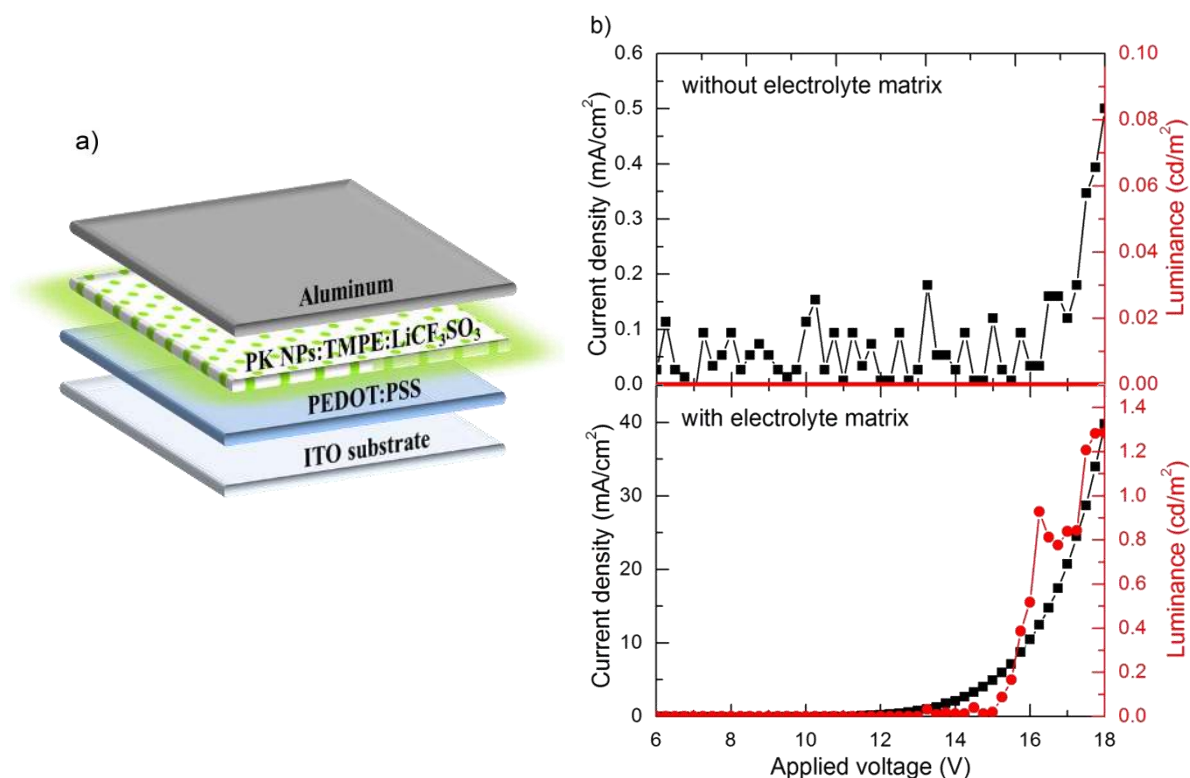 a)
Aluminum
PK NPs:TMPE:LiCF₃SO₃
PEDOT:PSS
ITO substrate
b)
without electrolyte matrix
Current density (mA/cm²)
0.6
0.5
0.4
0.3
0.2
0.1
0.0
Luminance (cd/m²)
0.10
0.08
0.06
0.04
0.02
0.00
with electrolyte matrix
Current density (mA/cm²)
40
30
20
10
0
Luminance (cd/m²)
1.4
1.2
1.0
0.8
0.6
0.4
0.2
0.0
6 8 10 12 14 16 18
Applied voltage (V)